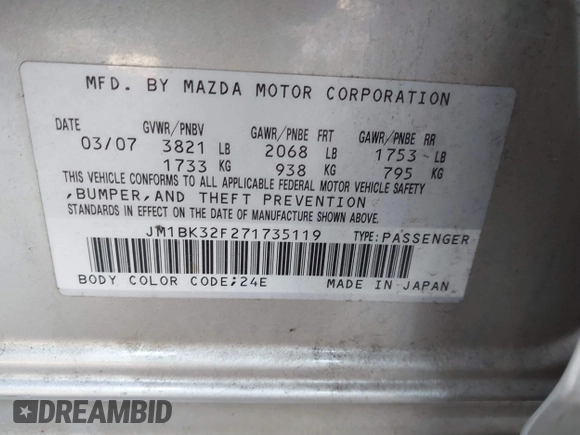 MFD. BY MAZDA MOTOR CORPORATION
DATE GVWR/PNBV GAWR/PNBE FRT GAWR/PNBE RR
03/07 3821 LB 2068 LB 1753 LB
1733 KG 938 KG 795 KG
THIS VEHICLE CONFORMS TO ALL APPLICABLE FEDERAL MOTOR VEHICLE SAFETY
,BUMPER,AND THEFT PREVENTION
STANDARDS IN EFFECT ON THE DATE OF MANUFACTURE SHOWN ABOVE.
JM1BK32F271735119 TYPE:PASSENGER
BODY COLOR CODE;24E MADE IN JAPAN
DREAMBID